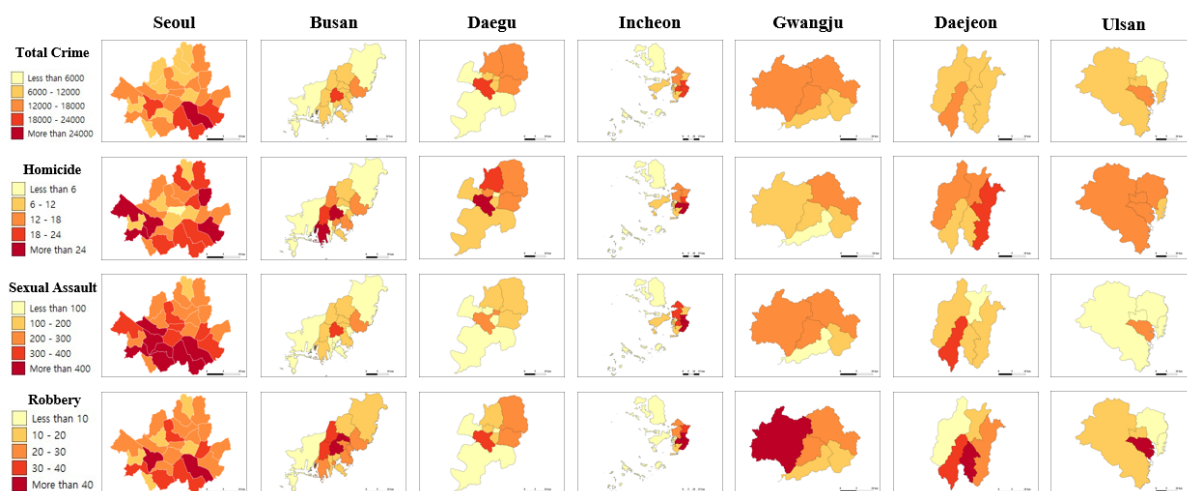 Seoul Busan Daegu Incheon Gwangju Daejeon Ulsan
Total Crime
Less than 6000
6000 - 12000
12000 - 18000
18000 - 24000
More than 24000
Homicide
Less than 6
6 - 12
12 - 18
18 - 24
More than 24
Sexual Assault
Less than 100
100 - 200
200 - 300
300 - 400
More than 400
Robbery
Less than 10
10 - 20
20 - 30
30 - 40
More than 40